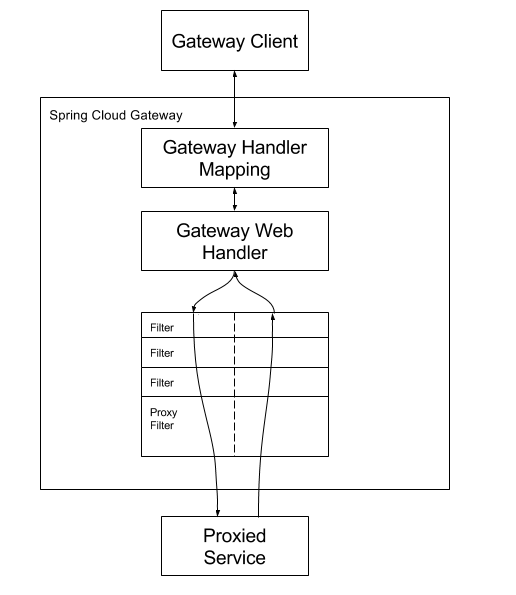 Gateway Client
Spring Cloud Gateway
Gateway Handler
Mapping
Gateway Web
Handler
Filter
Filter
Filter
Proxy
Filter
Proxied
Service